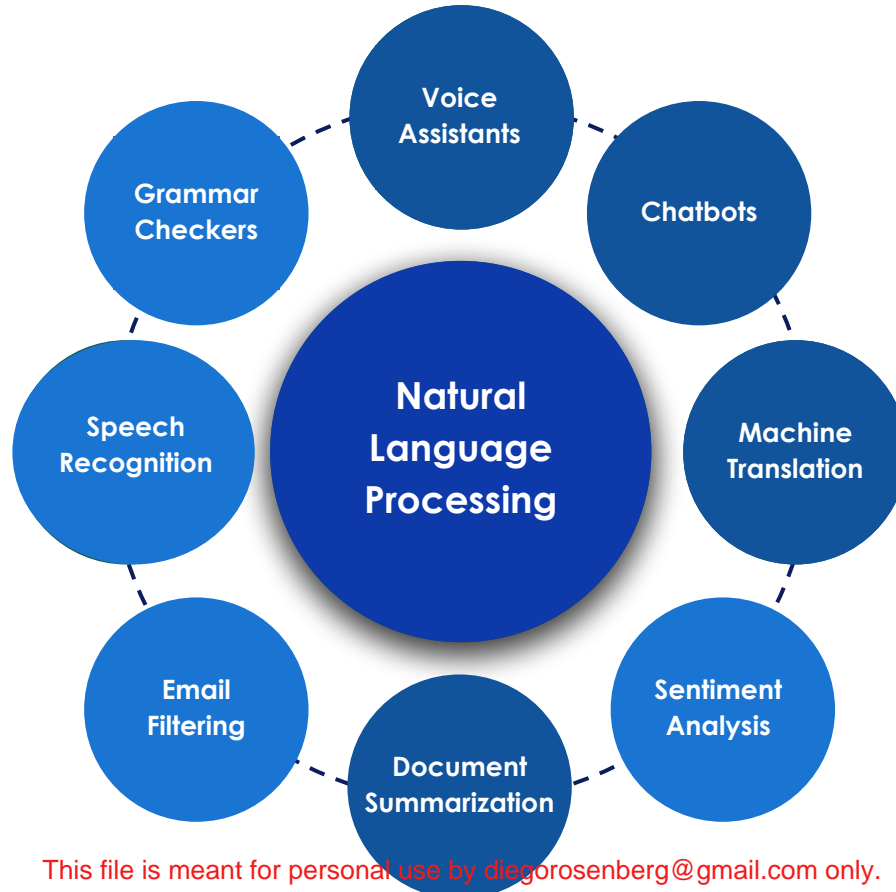 Voice
Assistants
Chatbots
Machine
Translation
Sentiment
Analysis
Document
Summarization
Email
Filtering
Speech
Recognition
Grammar
Checkers
Natural
Language
Processing
This file is meant for personal use by diegorosenberg@gmail.com only.